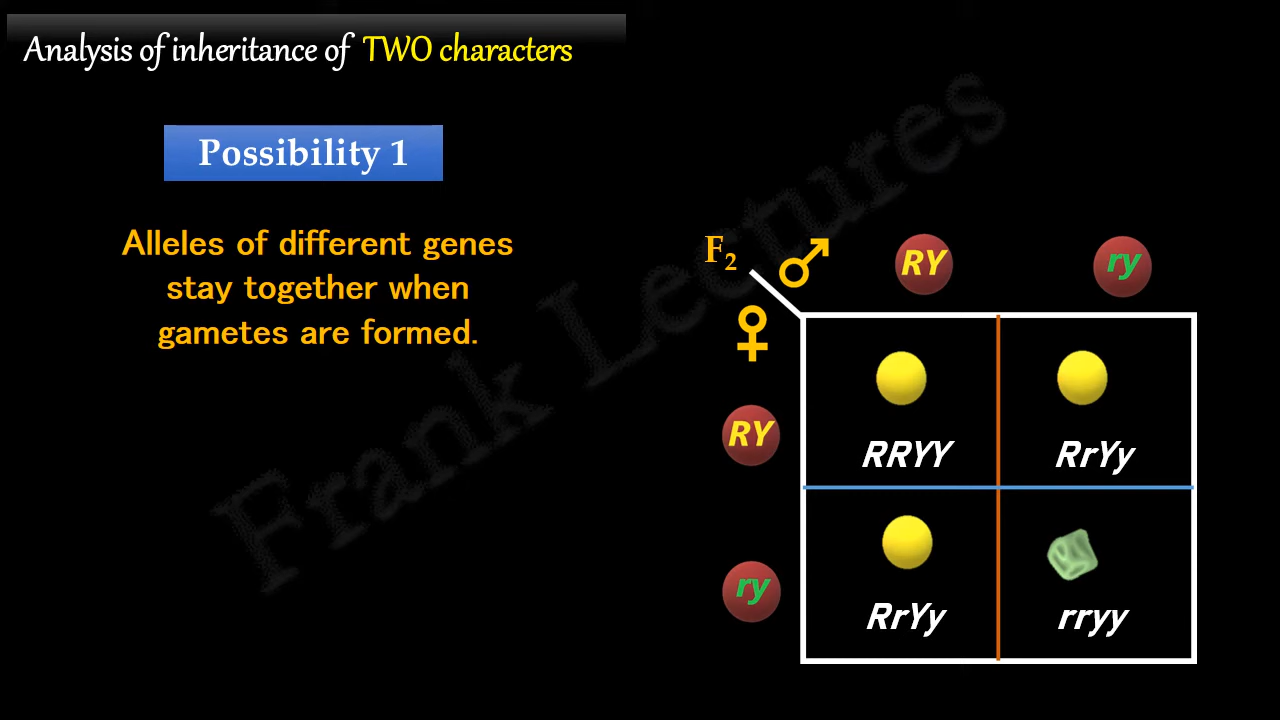 Analysis of inheritance of TWO characters
Possibility 1
Alleles of different genes
stay together when
gametes are formed.
F₂ ♂ RY ry
♀
RY
RRYY RrYy
ry
RrYy rryy
Frank Lectures